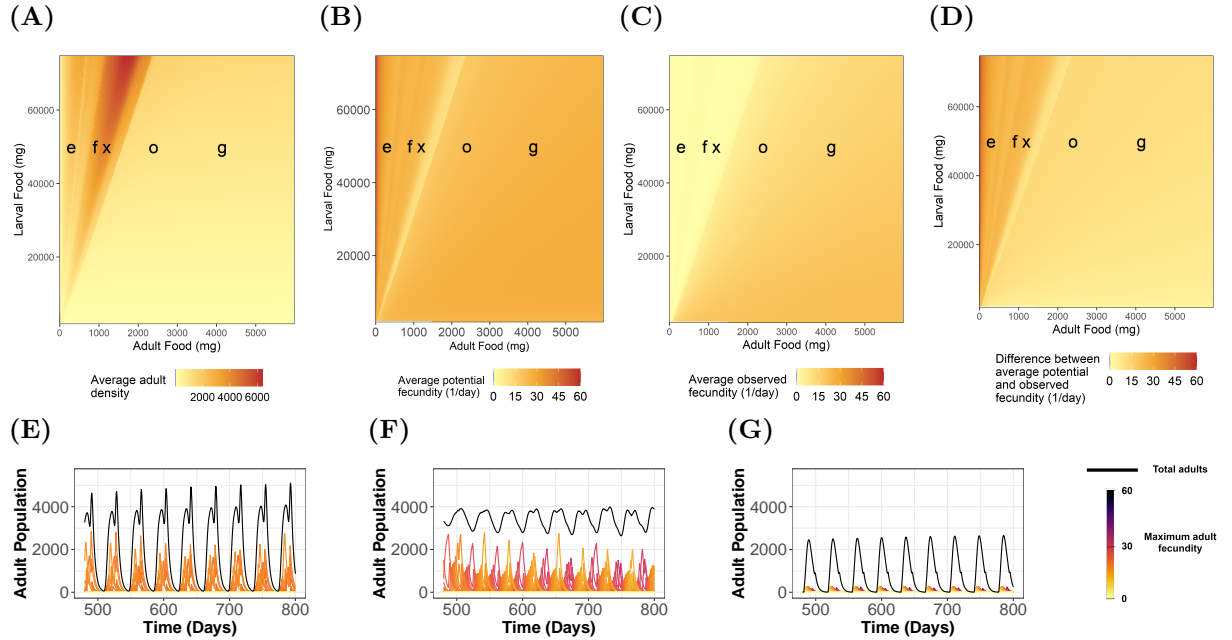 (A)
(B)
(C)
(D)
Larval Food (mg)
60000
40000
20000
e f x o g
0 1000 2000 3000 4000 5000
Adult Food (mg)
Average adult
density
2000 4000 6000
Larval Food (mg)
60000
40000
20000
e f x o g
0 1000 2000 3000 4000 5000
Adult Food (mg)
Average potential
fecundity (1/day)
0 15 30 45 60
Larval Food (mg)
60000
40000
20000
e f x o g
0 1000 2000 3000 4000 5000
Adult Food (mg)
Average observed
fecundity (1/day)
0 15 30 45 60
Larval Food (mg)
60000
40000
20000
e f x o g
0 1000 2000 3000 4000 5000
Adult Food (mg)
Difference between
average potential
and observed
fecundity (1/day)
0 15 30 45 60
(E)
(F)
(G)
Adult Population
4000
2000
0
500 600 700 800
Time (Days)
Adult Population
4000
2000
0
500 600 700 800
Time (Days)
Adult Population
4000
2000
0
500 600 700 800
Time (Days)
Total adults
60
30
0
Maximum adult
fecundity